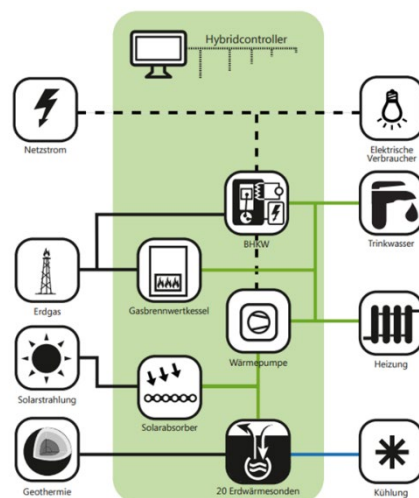 Hybridcontroller
Netzstrom
Elektrische
Verbraucher
BHKW
Trinkwasser
Erdgas
Gasbrennwertkessel
Wärmepumpe
Heizung
Solarstrahlung
Solarabsorber
Geothermie
20 Erdwärmesonden
Kühlung